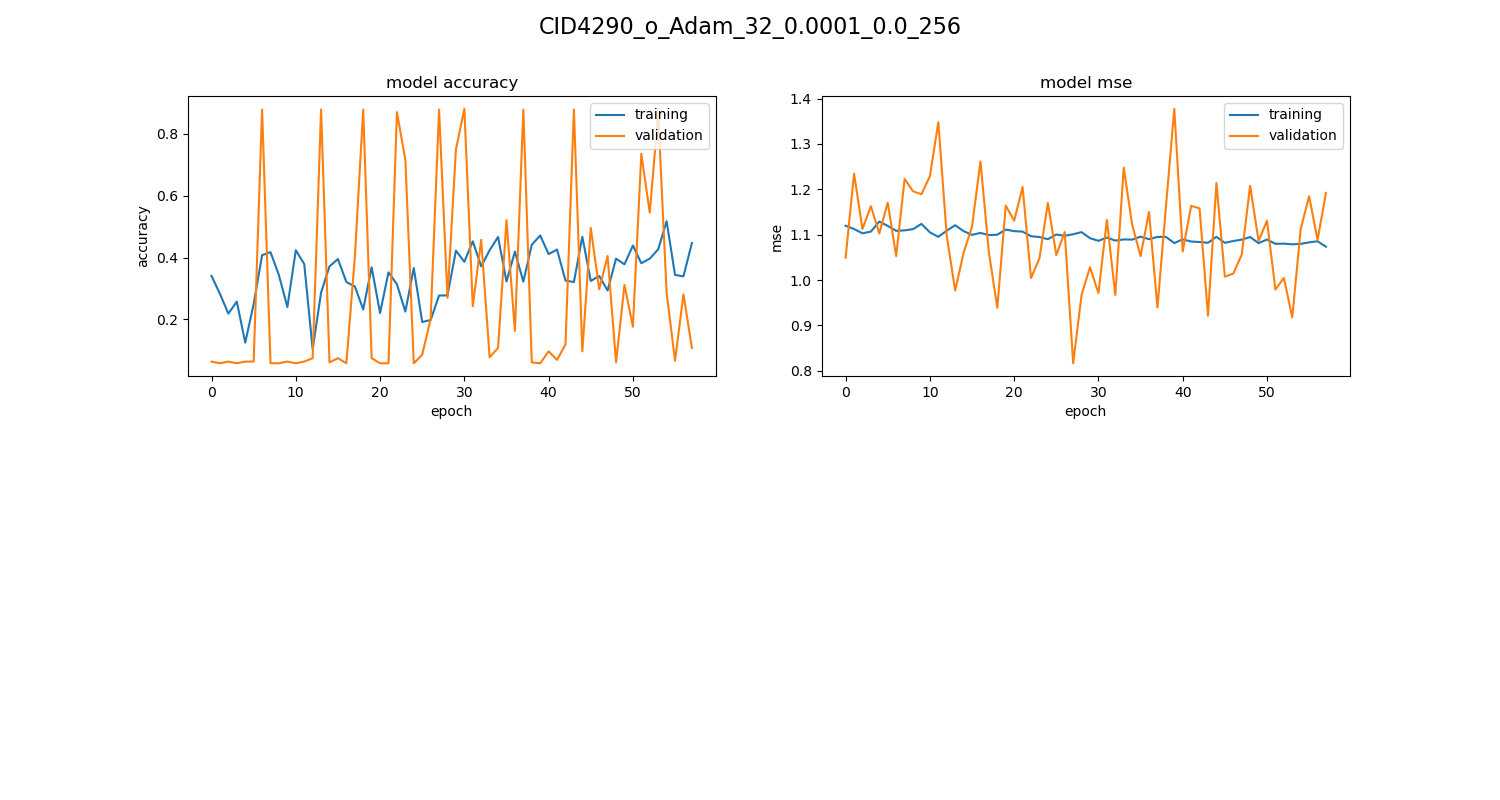 CID4290_o_Adam_32_0.0001_0.0_256
model accuracy
training
validation
accuracy
0.8
0.6
0.4
0.2
0 10 20 30 40 50
epoch
model mse
training
validation
mse
1.4
1.3
1.2
1.1
1.0
0.9
0.8
0 10 20 30 40 50
epoch